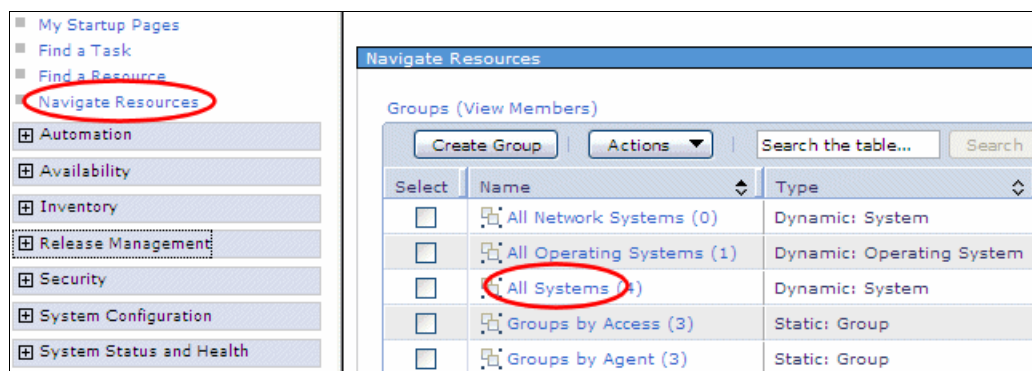 My Startup Pages
Find a Task
Find a Resource
Navigate Resources
Automation
Availability
Inventory
Release Management
Security
System Configuration
System Status and Health
Navigate Resources
Groups (View Members)
Create Group Actions Search the table... Search
Select Name Type
All Network Systems (0) Dynamic: System
All Operating Systems (1) Dynamic: Operating System
All Systems (4) Dynamic: System
Groups by Access (3) Static: Group
Groups by Agent (3) Static: Group